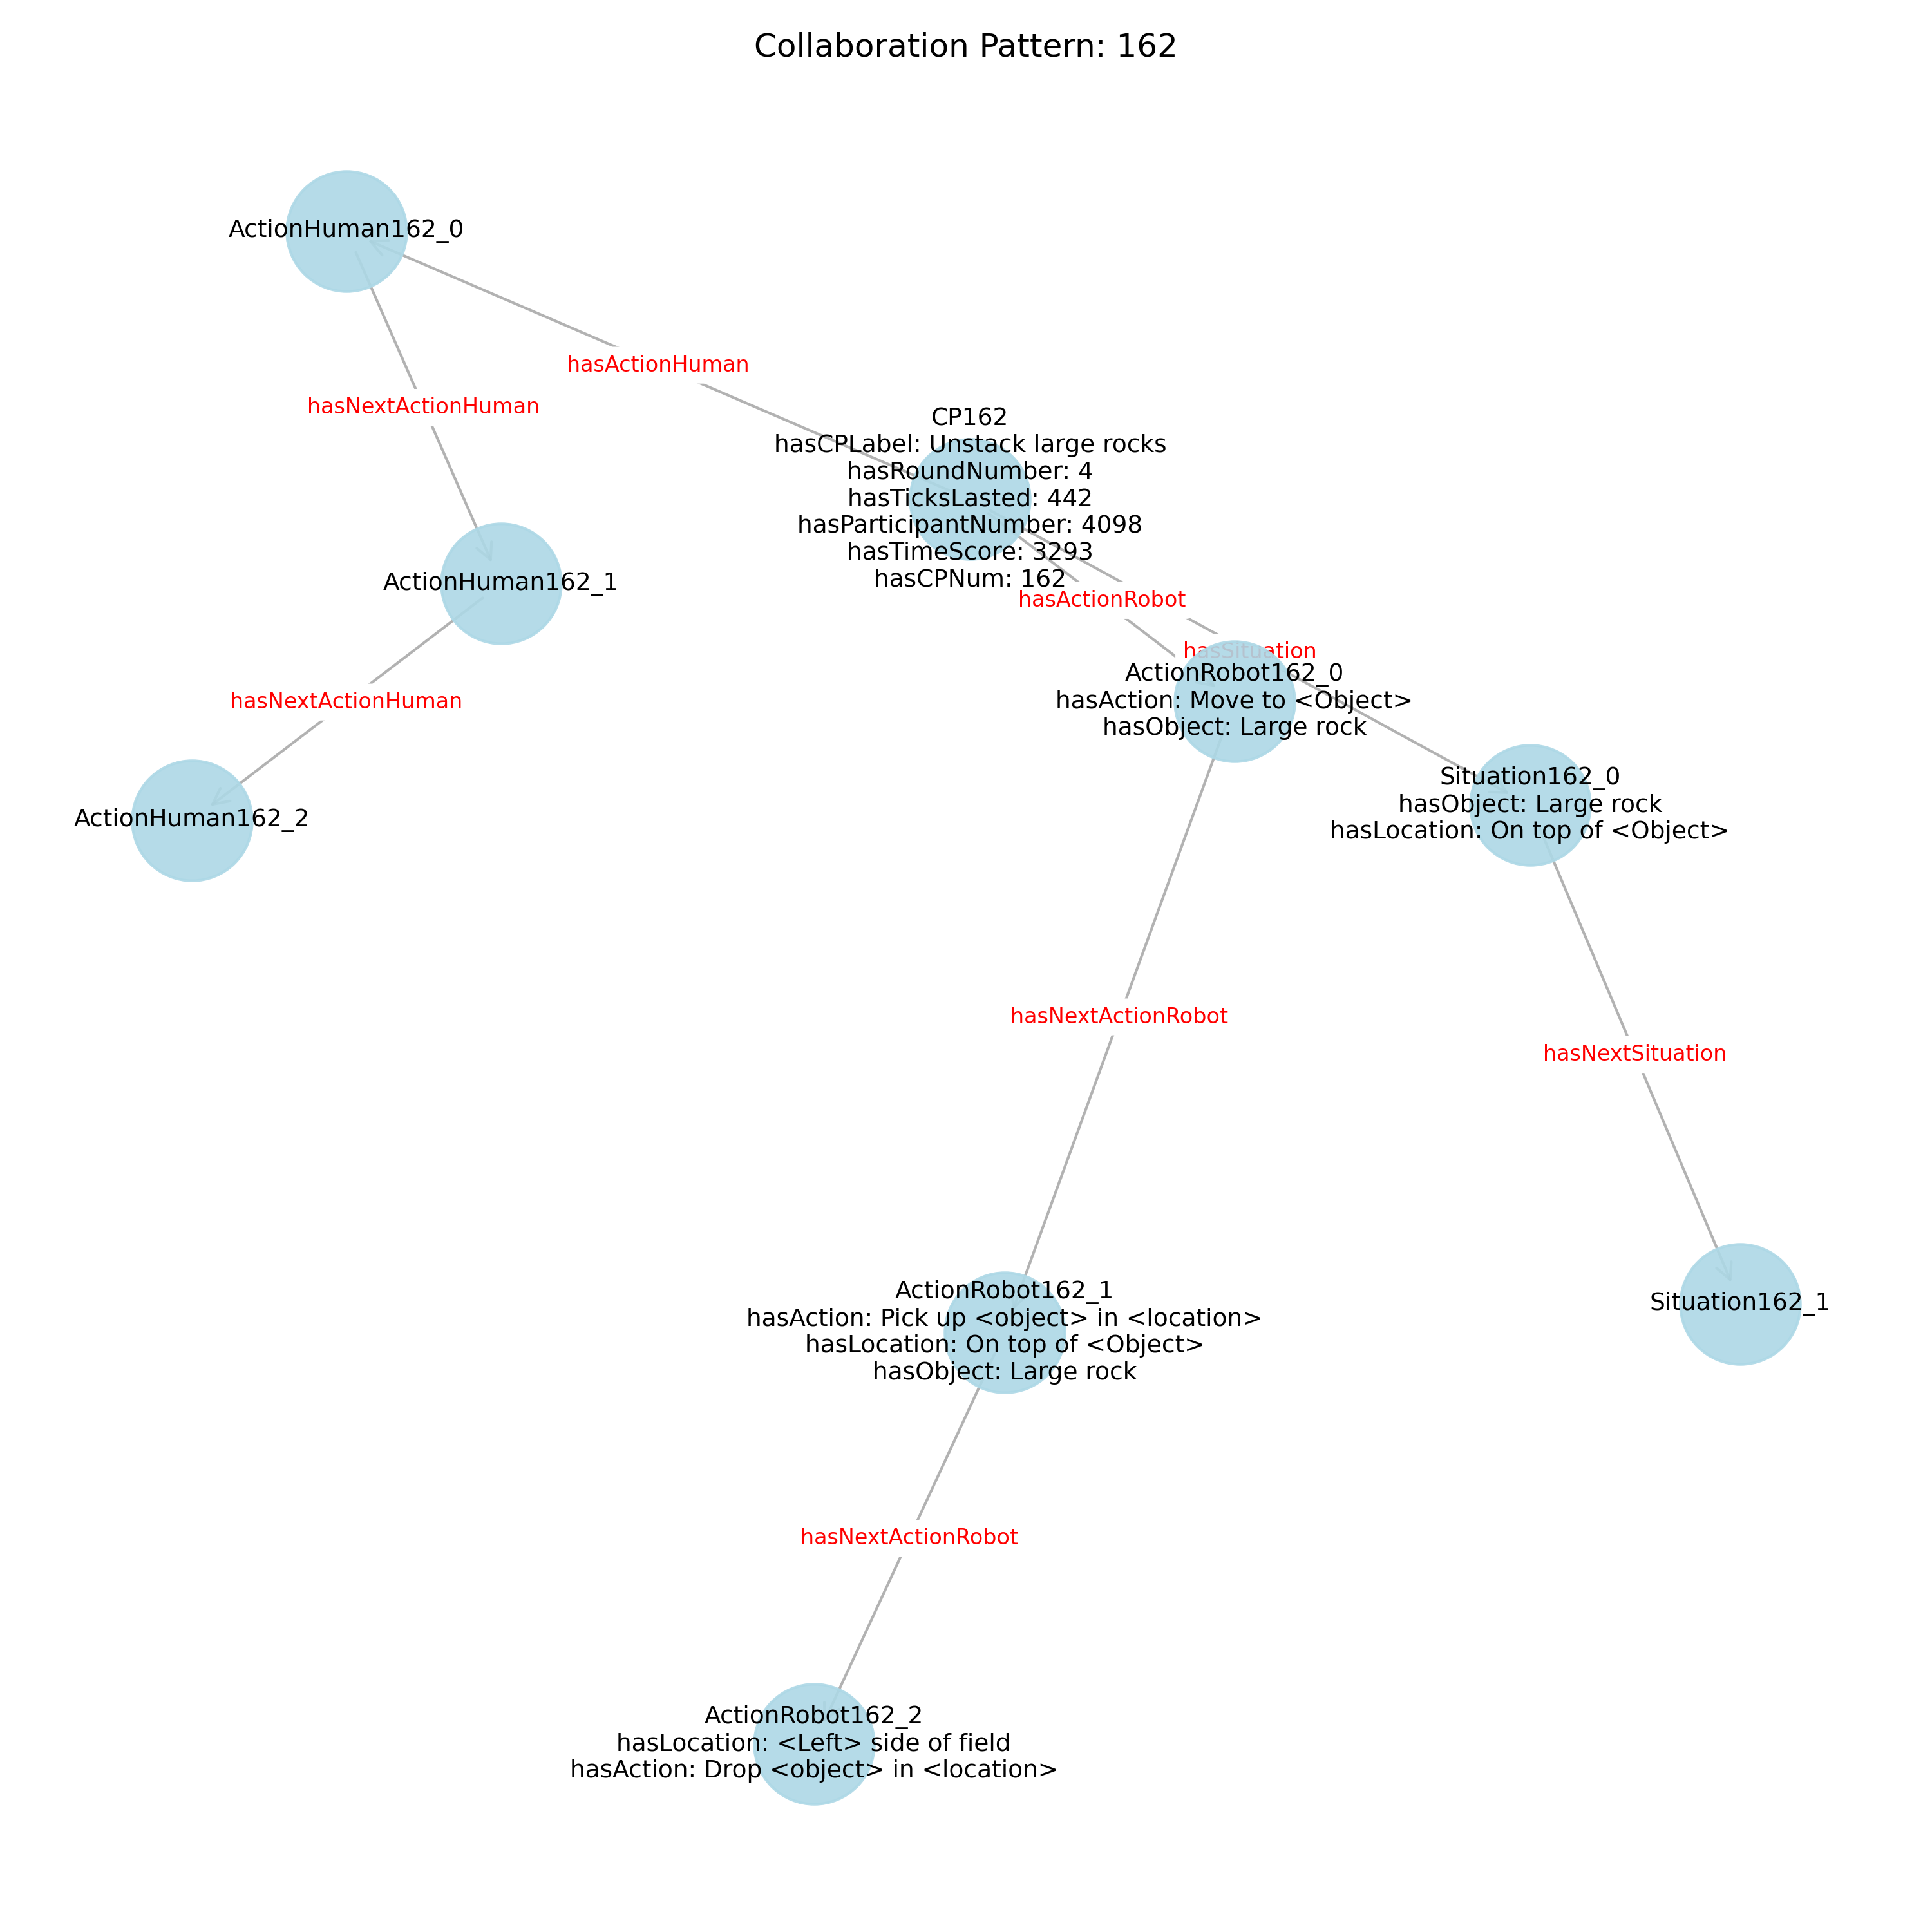 Collaboration Pattern: 162
ActionHuman162_0
hasActionHuman
hasNextActionHuman
CP162
hasCPLabel: Unstack large rocks
hasRoundNumber: 4
hasTicksLasted: 442
hasParticipantNumber: 4098
hasTimeScore: 3293
hasCPNum: 162
ActionHuman162_1
hasActionRobot
hasSituation
ActionRobot162_0
hasAction: Move to <Object>
hasObject: Large rock
hasNextActionHuman
Situation162_0
hasObject: Large rock
hasLocation: On top of <Object>
ActionHuman162_2
hasNextActionRobot
hasNextSituation
ActionRobot162_1
hasAction: Pick up <object> in <location>
hasLocation: On top of <Object>
hasObject: Large rock
Situation162_1
hasNextActionRobot
ActionRobot162_2
hasLocation: <Left> side of field
hasAction: Drop <object> in <location>